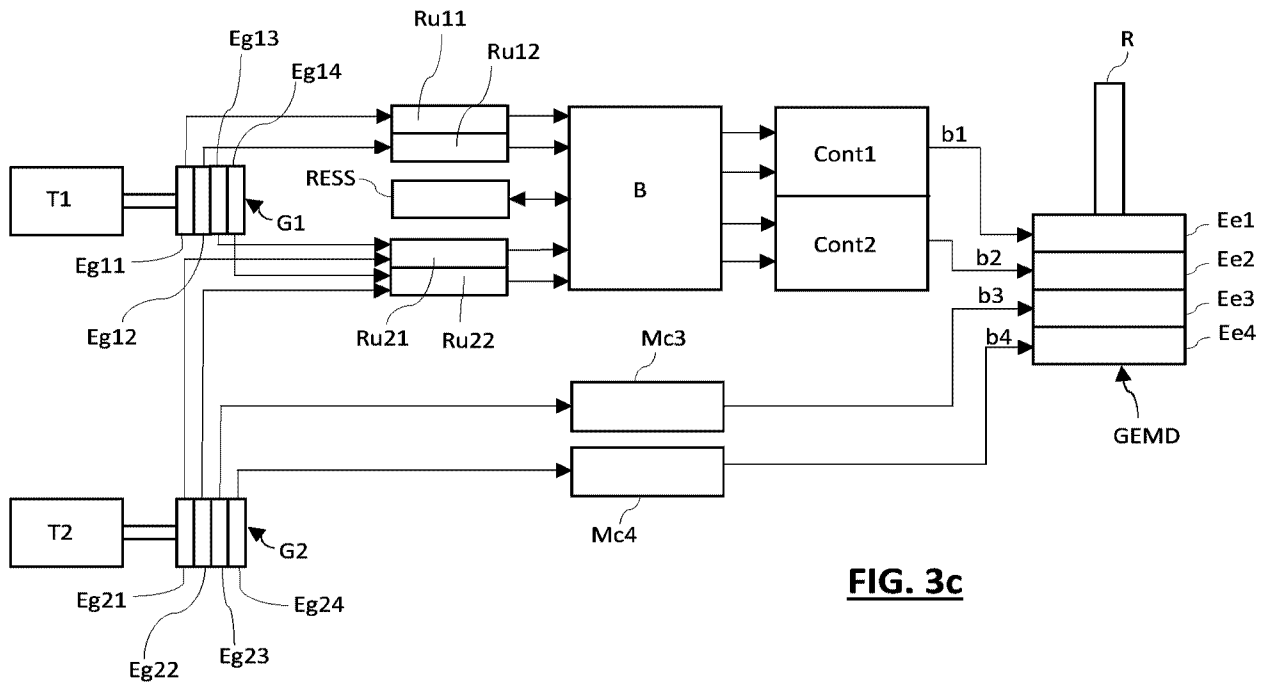 Ru11
Eg13
Ru12
R
Eg14
b1
Cont1
RESS
B
T1
Ee1
G1
Cont2
b2
Ee2
Eg11
b3
Ee3
Eg12
Ru21
Ru22
Mc3
b4
Ee4
GEMD
T2
G2
Mc4
Eg21
Eg24
FIG. 3c
Eg22
Eg23